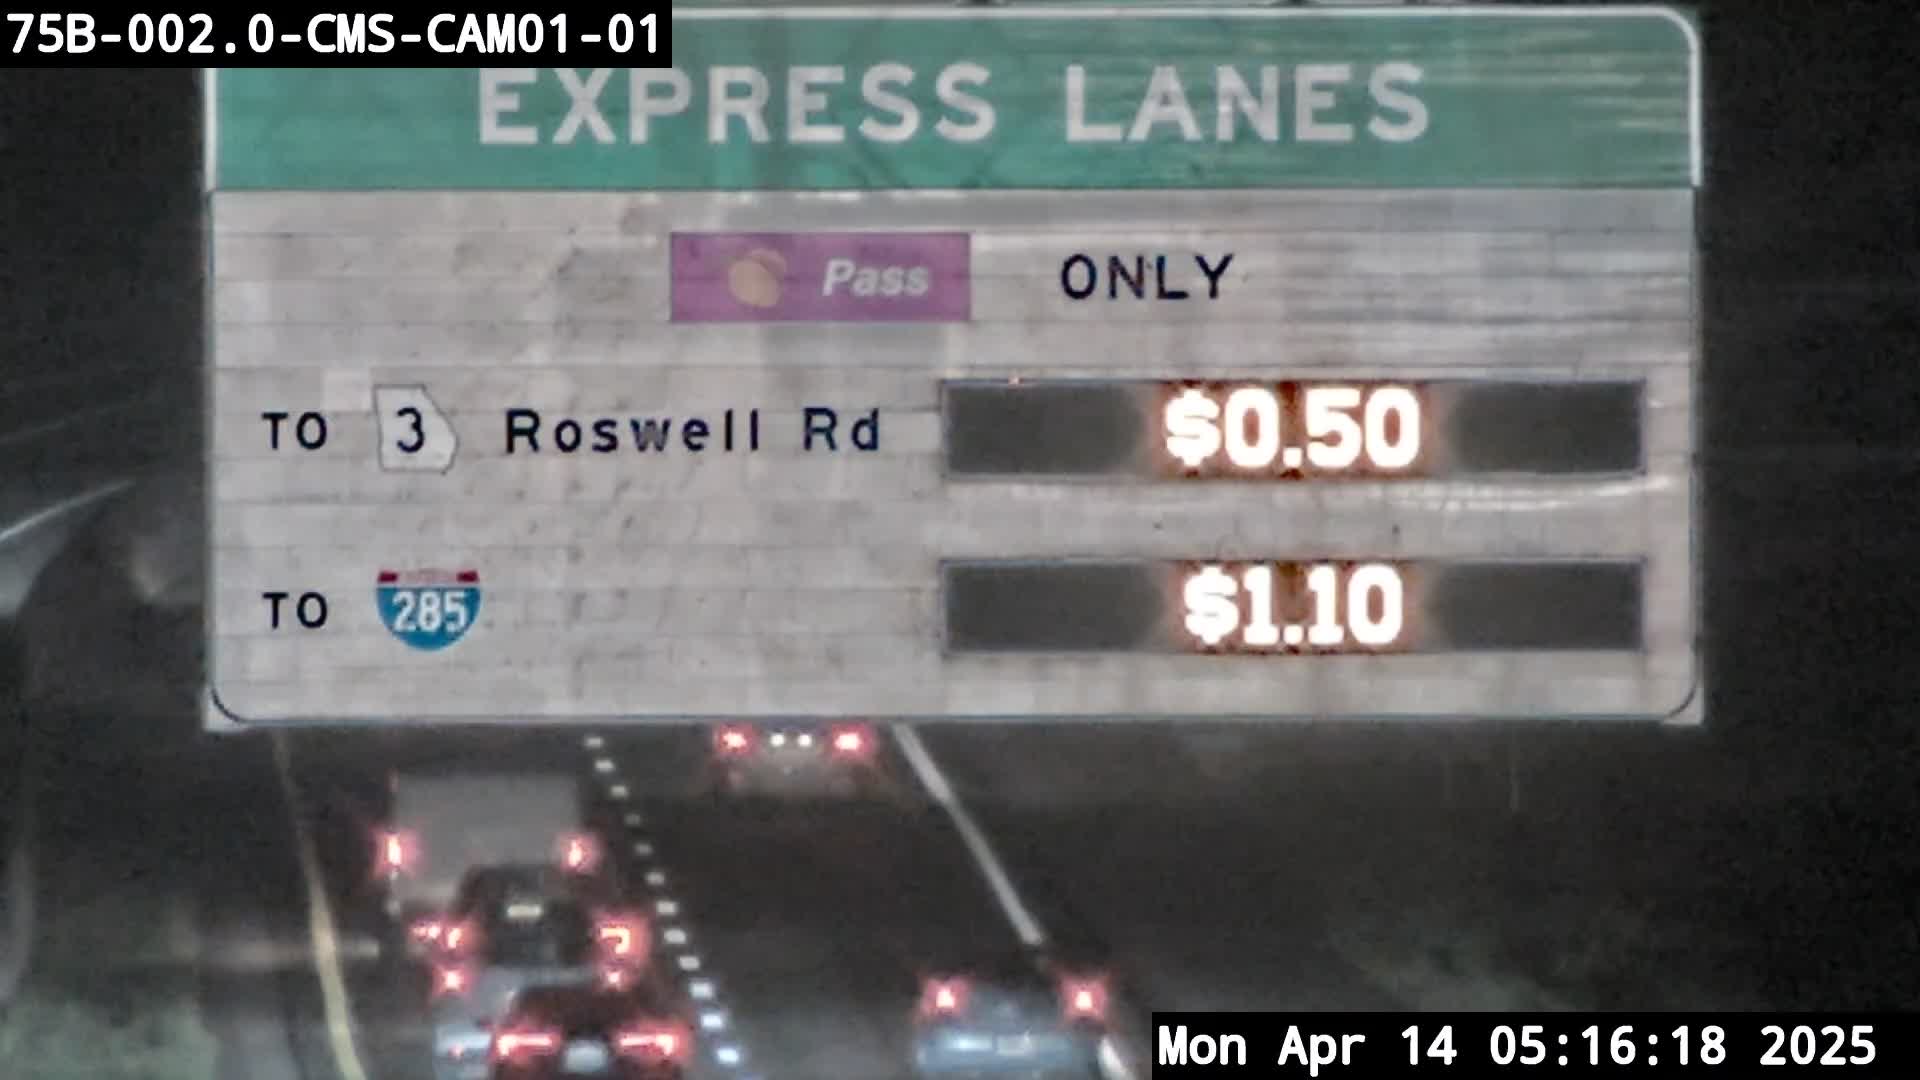 75B-002.0-CMS-CAM01-01
EXPRESS LANES
Pass ONLY
TO 3 Roswell Rd $0.50
TO 285 $1.10
Mon Apr 14 05:16:18 2025